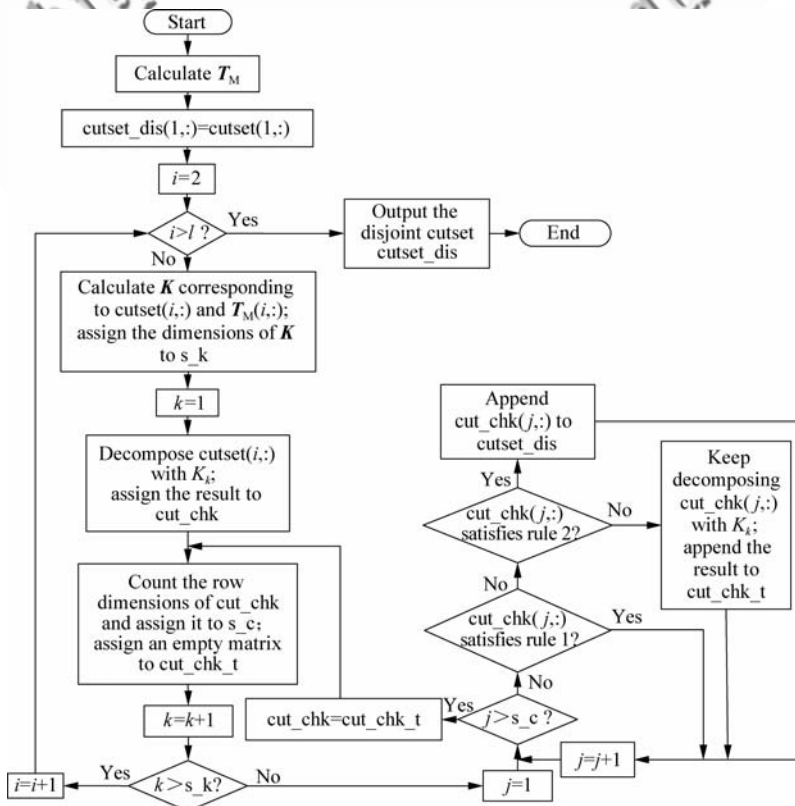 Start
Calculate T_M
cutset_dis(1,:)=cutset(1,:)
i=2
i>l ?
Yes
No
Output the
disjoint cutset
cutset_dis
End
Calculate K corresponding
to cutset(i,:) and T_M(i,:);
assign the dimensions of K
to s_k
k=1
Decompose cutset(i,:)
with K_k;
assign the result to
cut_chk
Count the row
dimensions of cut_chk
and assign it to s_c;
assign an empty matrix
to cut_chk_t
k=k+1
k>s_k?
Yes
No
i=i+1
j=1
j>s_c ?
Yes
No
cut_chk=cut_chk_t
cut_chk(j,:)
satisfies rule 1?
Yes
No
cut_chk(j,:)
satisfies rule 2?
Yes
No
Append
cut_chk(j,:) to
cutset_dis
Keep
decomposing
cut_chk(j,:)
with K_k;
append the
result to
cut_chk_t
j=j+1